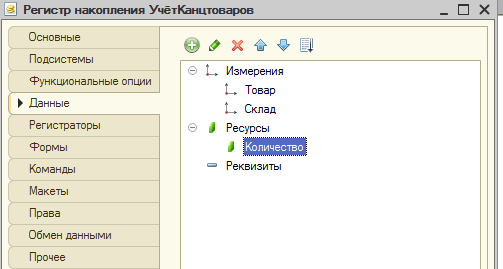 Регистр накопления УчётКанцтоваров
Основные
Подсистемы
Функциональные опции
Данные
Регистраторы
Формы
Команды
Макеты
Права
Обмен данными
Прочее
Измерения
Товар
Склад
Ресурсы
Количество
Реквизиты